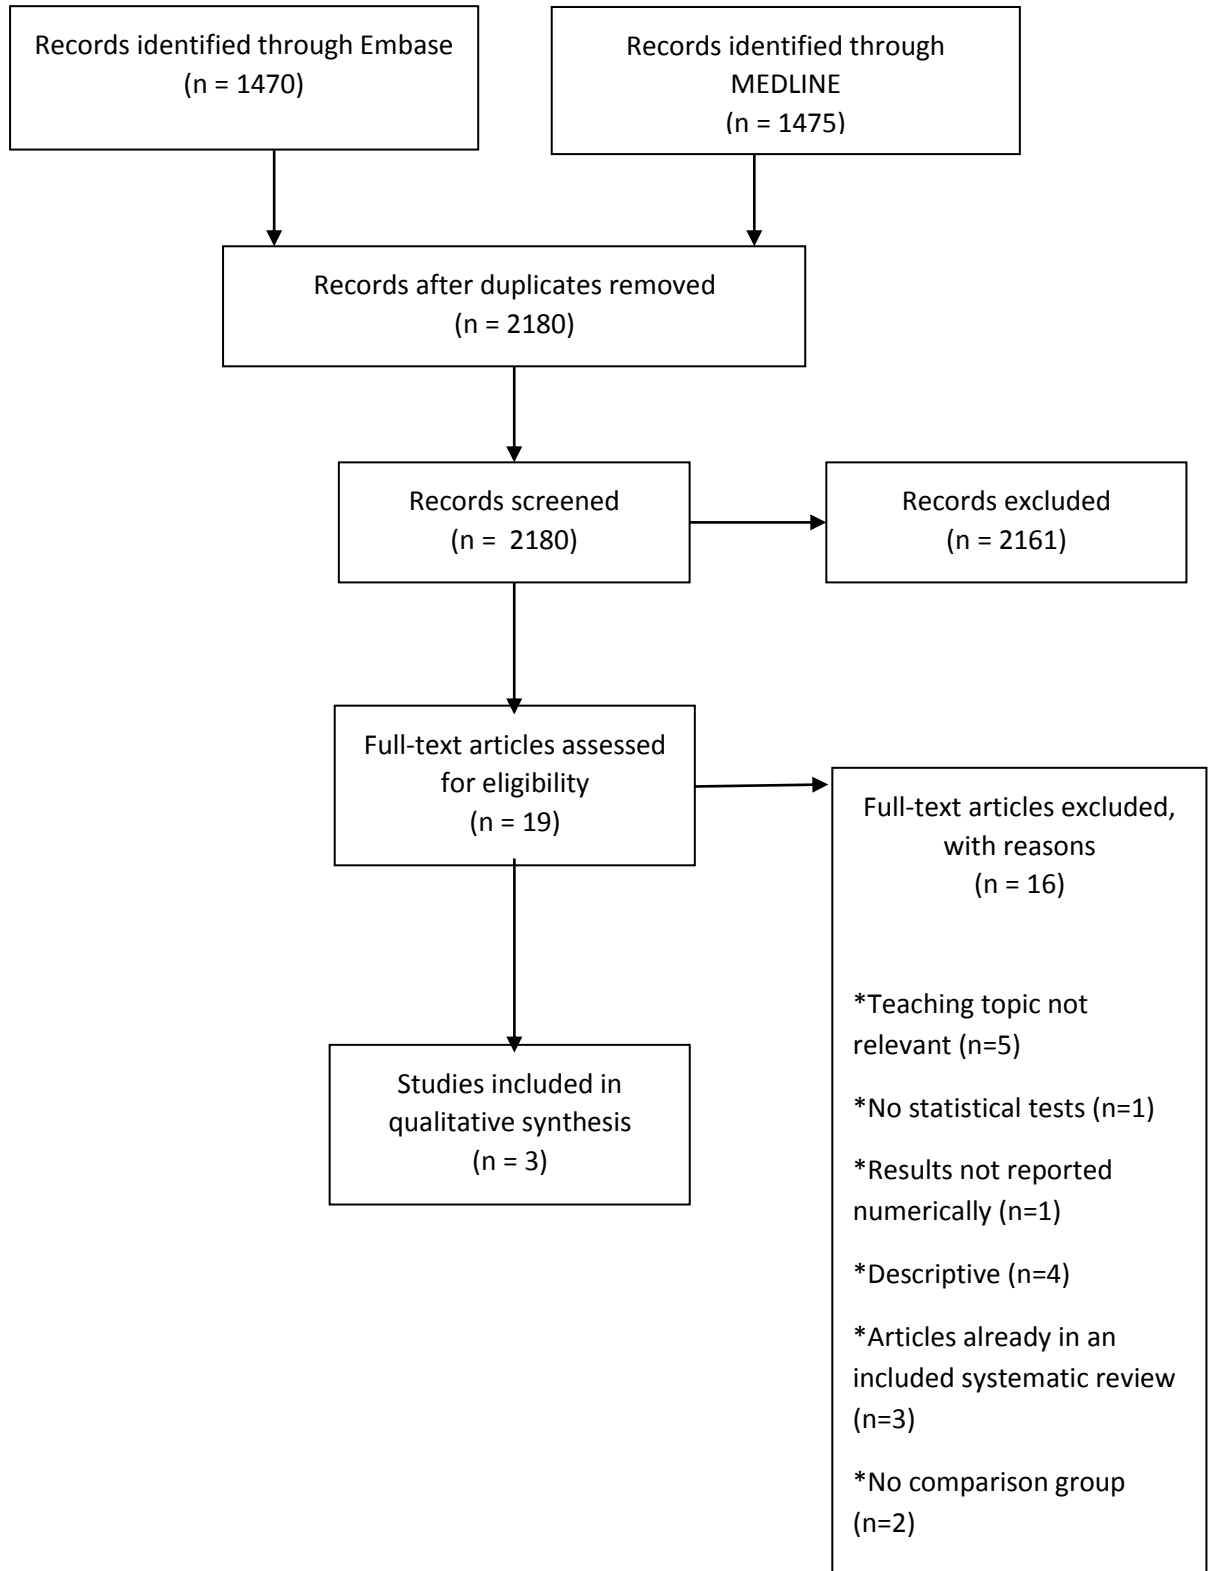 Records identified through Embase
(n = 1470)
Records identified through
MEDLINE
(n = 1475)
Records after duplicates removed
(n = 2180)
Records screened
(n = 2180)
Records excluded
(n = 2161)
Full-text articles assessed
for eligibility
(n = 19)
Full-text articles excluded,
with reasons
(n = 16)
*Teaching topic not
relevant (n=5)
*No statistical tests (n=1)
*Results not reported
numerically (n=1)
*Descriptive (n=4)
*Articles already in an
included systematic review
(n=3)
*No comparison group
(n=2)
Studies included in
qualitative synthesis
(n = 3)